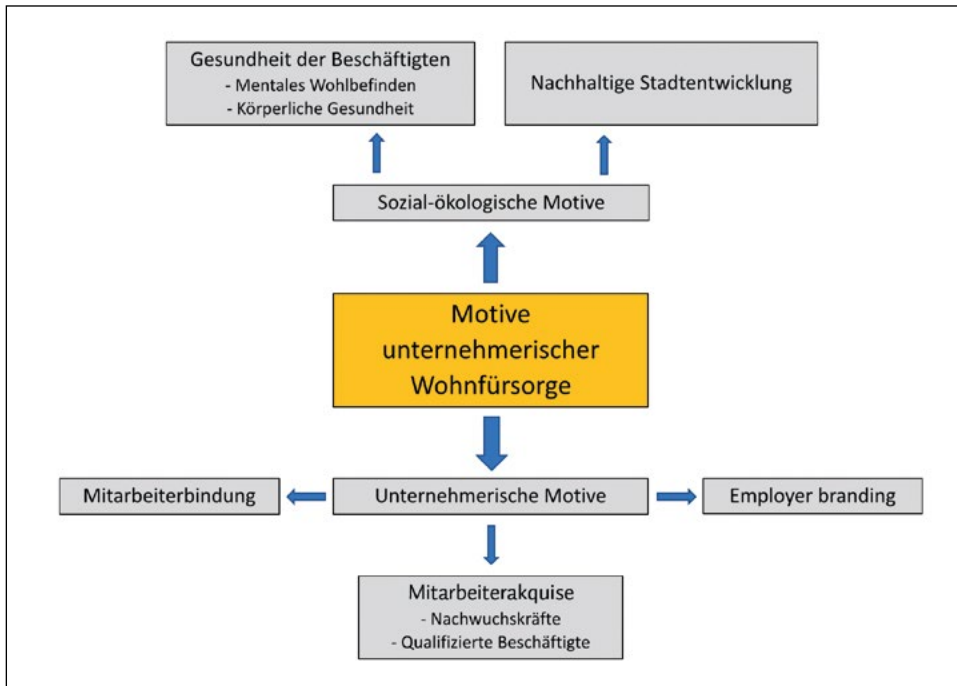 Gesundheit der Beschäftigten
- Mentales Wohlbefinden
- Körperliche Gesundheit
Nachhaltige Stadtentwicklung
Sozial-ökologische Motive
Motive
unternehmerischer
Wohnfürsorge
Mitarbeiterbindung
Unternehmerische Motive
Employer branding
Mitarbeiterakquise
- Nachwuchskräfte
- Qualifizierte Beschäftigte